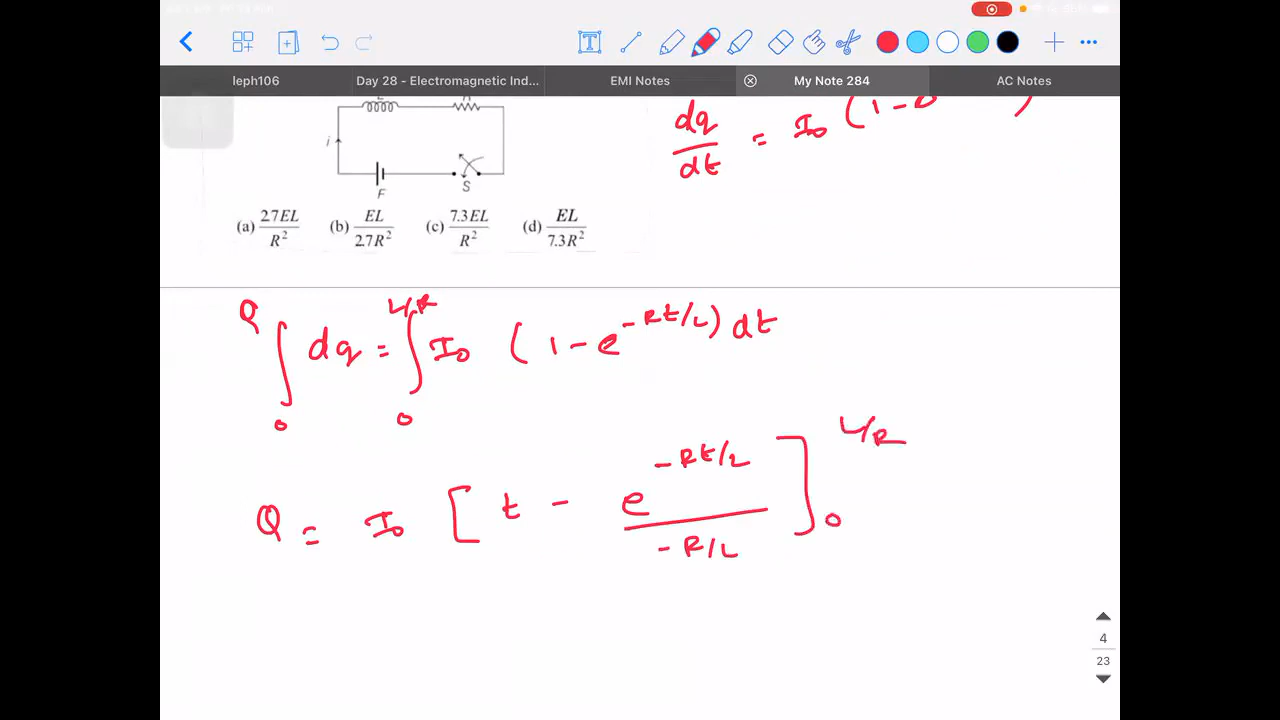 leph106
Day 28 - Electromagnetic Ind...
EMI Notes
My Note 284
AC Notes
i
S
(a) 2.7EL/R² (b) EL/2.7R² (c) 7.3EL/R² (d) EL/7.3R²
dq/dt = I₀ (1 - e
∫₀^Q dq = ∫₀^{L/R} I₀ (1 - e^{-Rt/L}) dt
Q = I₀ [t - e^{-Rt/L}/-R/L]₀^{L/R}
4
23